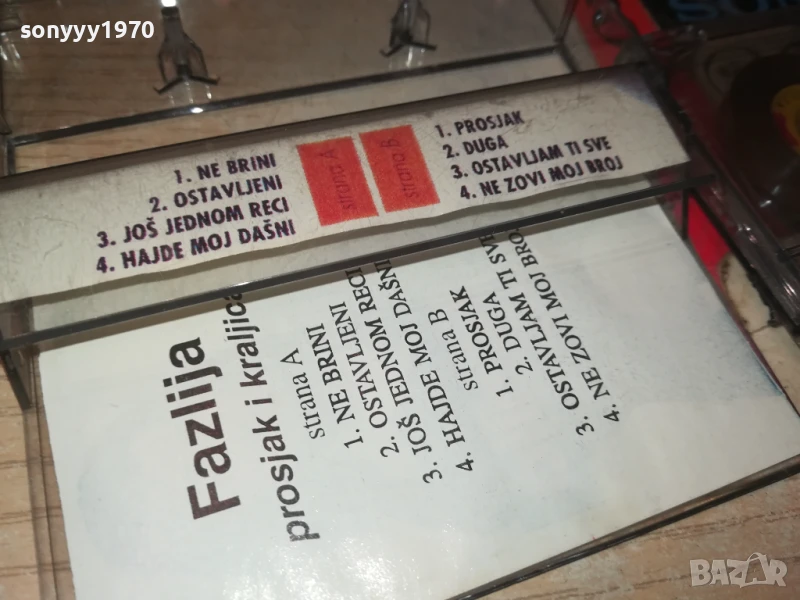 sonyyy1970
1. NE BRINI
2. OSTAVLJENI
3. JOŠ JEDNOM RECI
4. HAJDE MOJ DAŠNI
strana A
strana B
1. PROSJAK
2. DUGA
3. OSTAVLJAM TI SVE
4. NE ZOVI MOJ BROJ
Fazlija
prosjak i kraljica
strana A
1. NE BRINI
2. OSTAVLJENI
3. JOŠ JEDNOM RECI
4. HAJDE MOJ DAŠNI
strana B
1. PROSJAK
2. DUGA
3. OSTAVLJAM TI SVE
4. NE ZOVI MOJ BRO
BAZAR